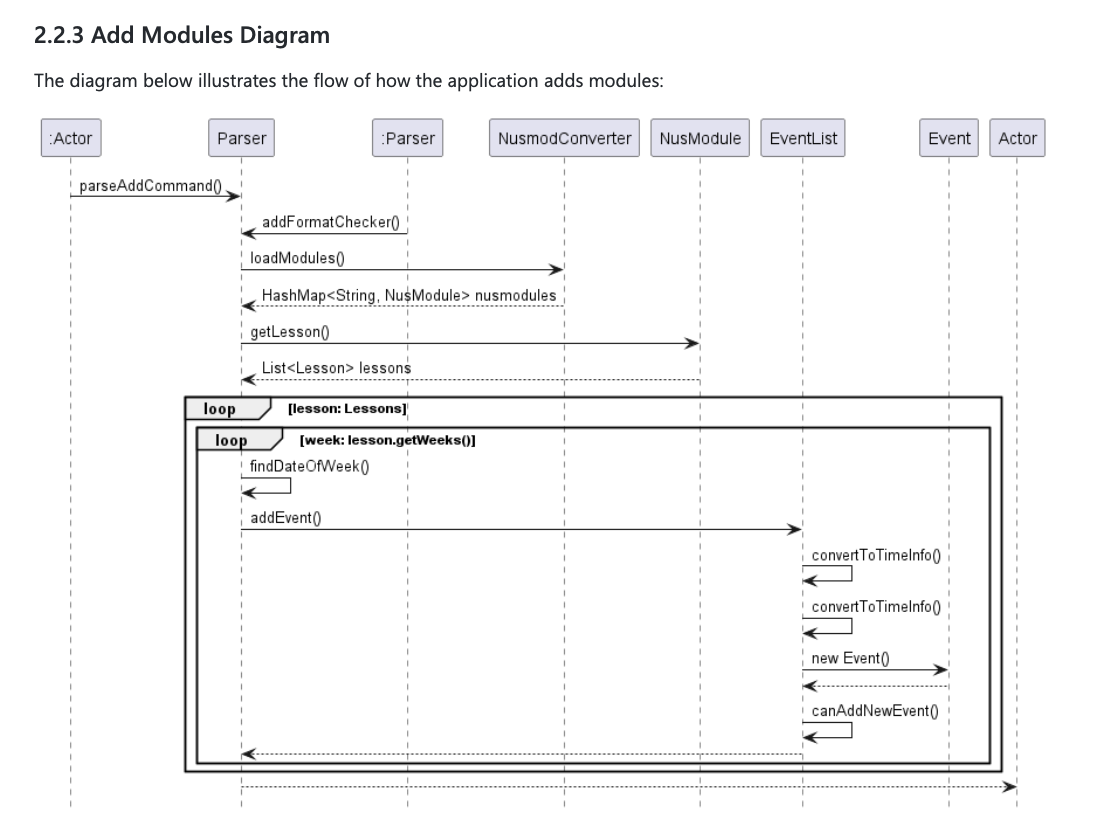 2.2.3 Add Modules Diagram
The diagram below illustrates the flow of how the application adds modules:
:Actor Parser :Parser NusmodConverter NusModule EventList Event Actor
parseAddCommand()
addFormatChecker()
loadModules()
HashMap<String, NusModule> nusmodules
getLesson()
List<Lesson> lessons
loop [lesson: Lessons]
loop [week: lesson.getWeeks()]
findDateOfWeek()
addEvent()
convertToTimeInfo()
convertToTimeInfo()
new Event()
canAddNewEvent()